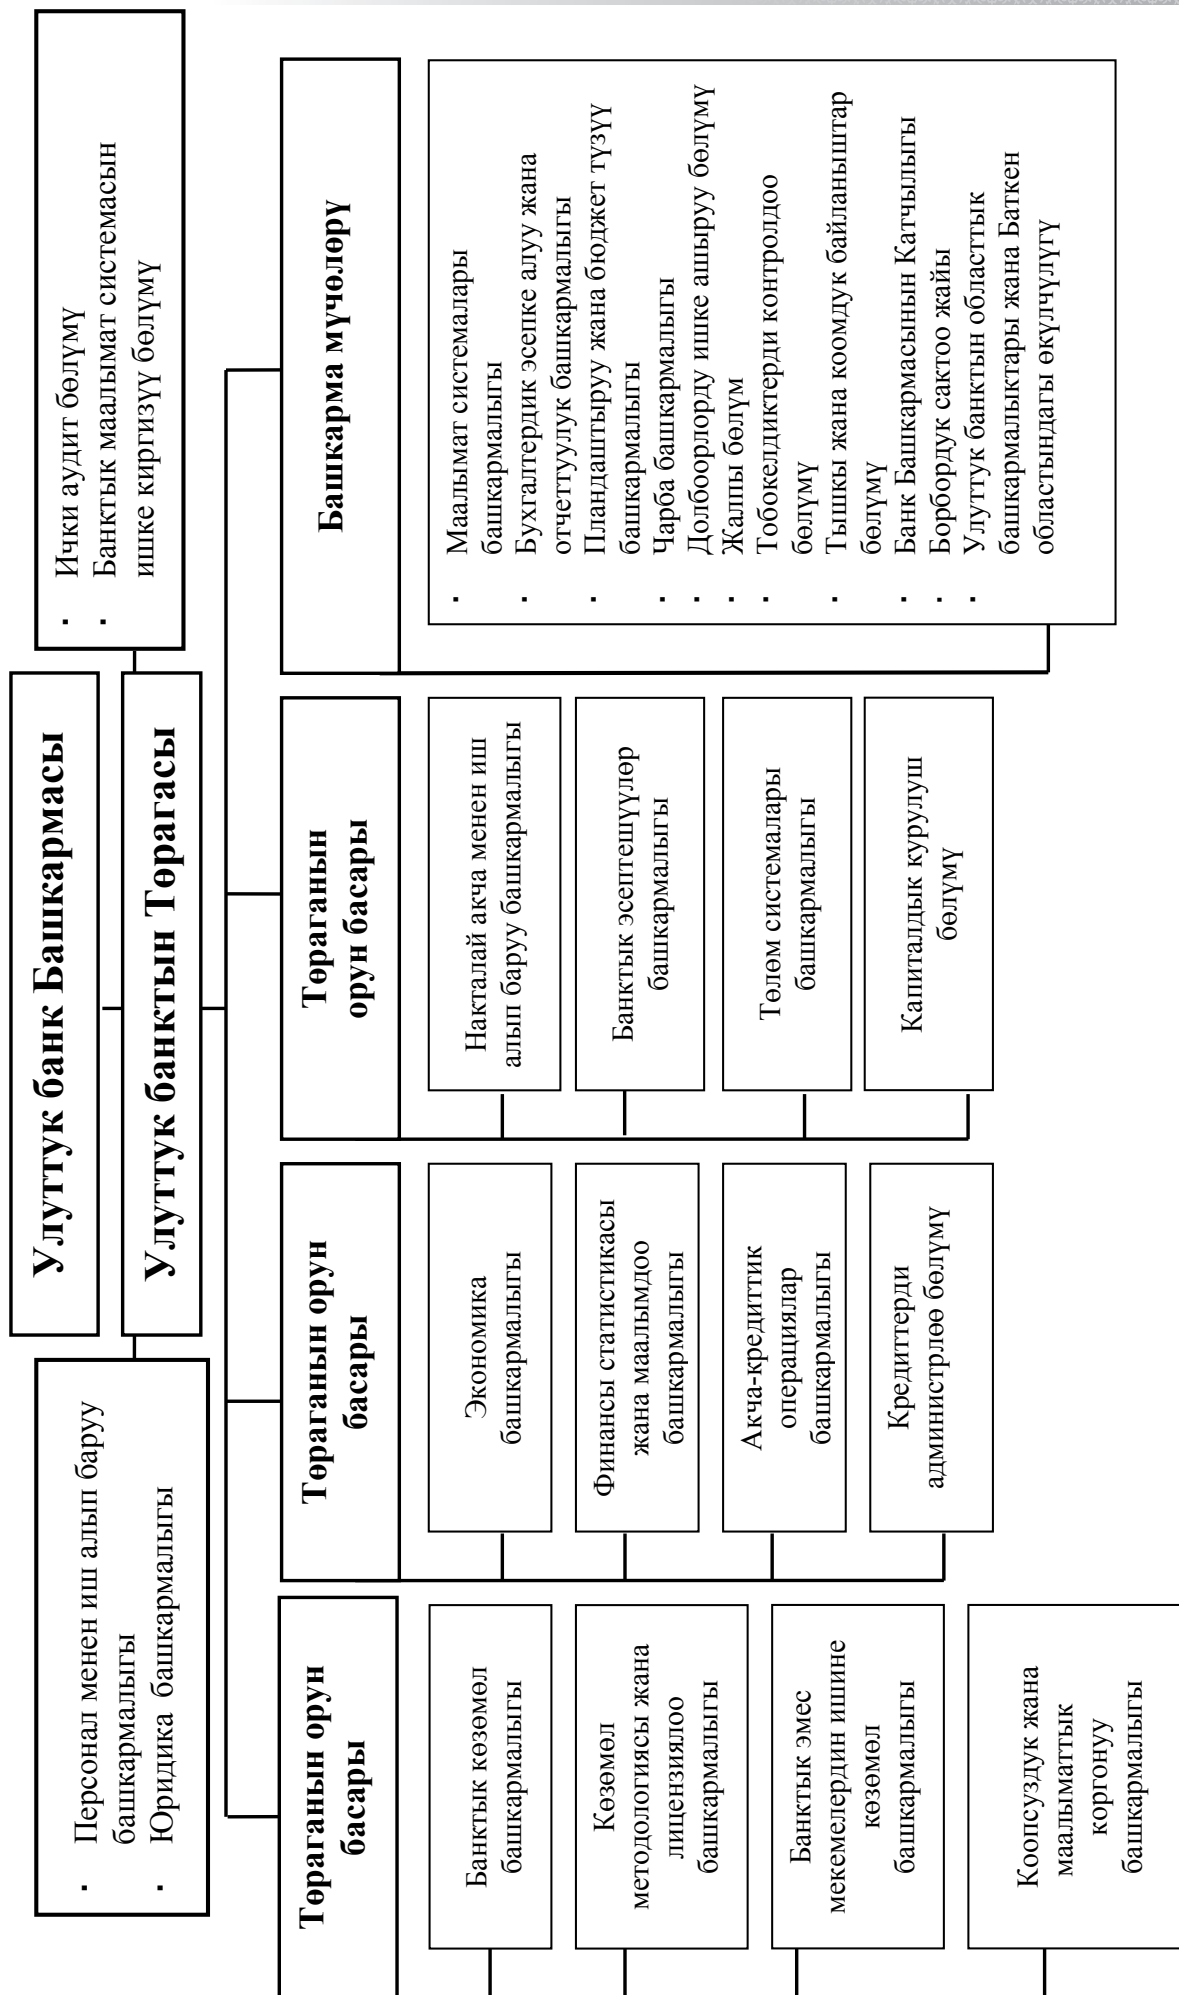 Улуттук банк Башкармасы
Улуттук банктын Төрагасы
▪ Персонал менен иш алып баруу
башкармалыгы
▪ Юридика башкармалыгы
▪ Ички аудит бөлүмү
▪ Банктык маалымат системасын
ишке киргизүү бөлүмү
Төраганын орун
басары
Банктык көзөмөл
башкармалыгы
Көзөмөл
методологиясы жана
лицензиялоо
башкармалыгы
Банктык эмес
мекемелердин ишине
көзөмөл
башкармалыгы
Коопсуздук жана
маалыматтык
коргонуу
башкармалыгы
Төраганын орун
басары
Экономика
башкармалыгы
Финансы статистикасы
жана маалымдоо
башкармалыгы
Акча-кредиттик
операциялар
башкармалыгы
Кредиттерди
администрлөө бөлүмү
Төраганын
орун басары
Накталай акча менен иш
алып баруу башкармалыгы
Банктык эсептешүүлөр
башкармалыгы
Төлөм системалары
башкармалыгы
Капиталдык курулуш
бөлүмү
Башкарма мүчөлөрү
▪ Маалымат системалары
башкармалыгы
▪ Бухгалтердик эсепке алуу жана
отчеттуулук башкармалыгы
▪ Пландаштыруу жана бюджет түзүү
башкармалыгы
▪ Чарба башкармалыгы
▪ Долбоорлорду ишке ашыруу бөлүмү
▪ Жалпы бөлүм
▪ Тобокелдиктерди контролдоо
бөлүмү
▪ Тышкы жана коомдук байланыштар
бөлүмү
▪ Банк Башкармасынын Катчылыгы
▪ Борбордук сактоо жайы
▪ Улуттук банктын областтык
башкармалыктары жана Баткен
областындагы өкүлчүлүгү